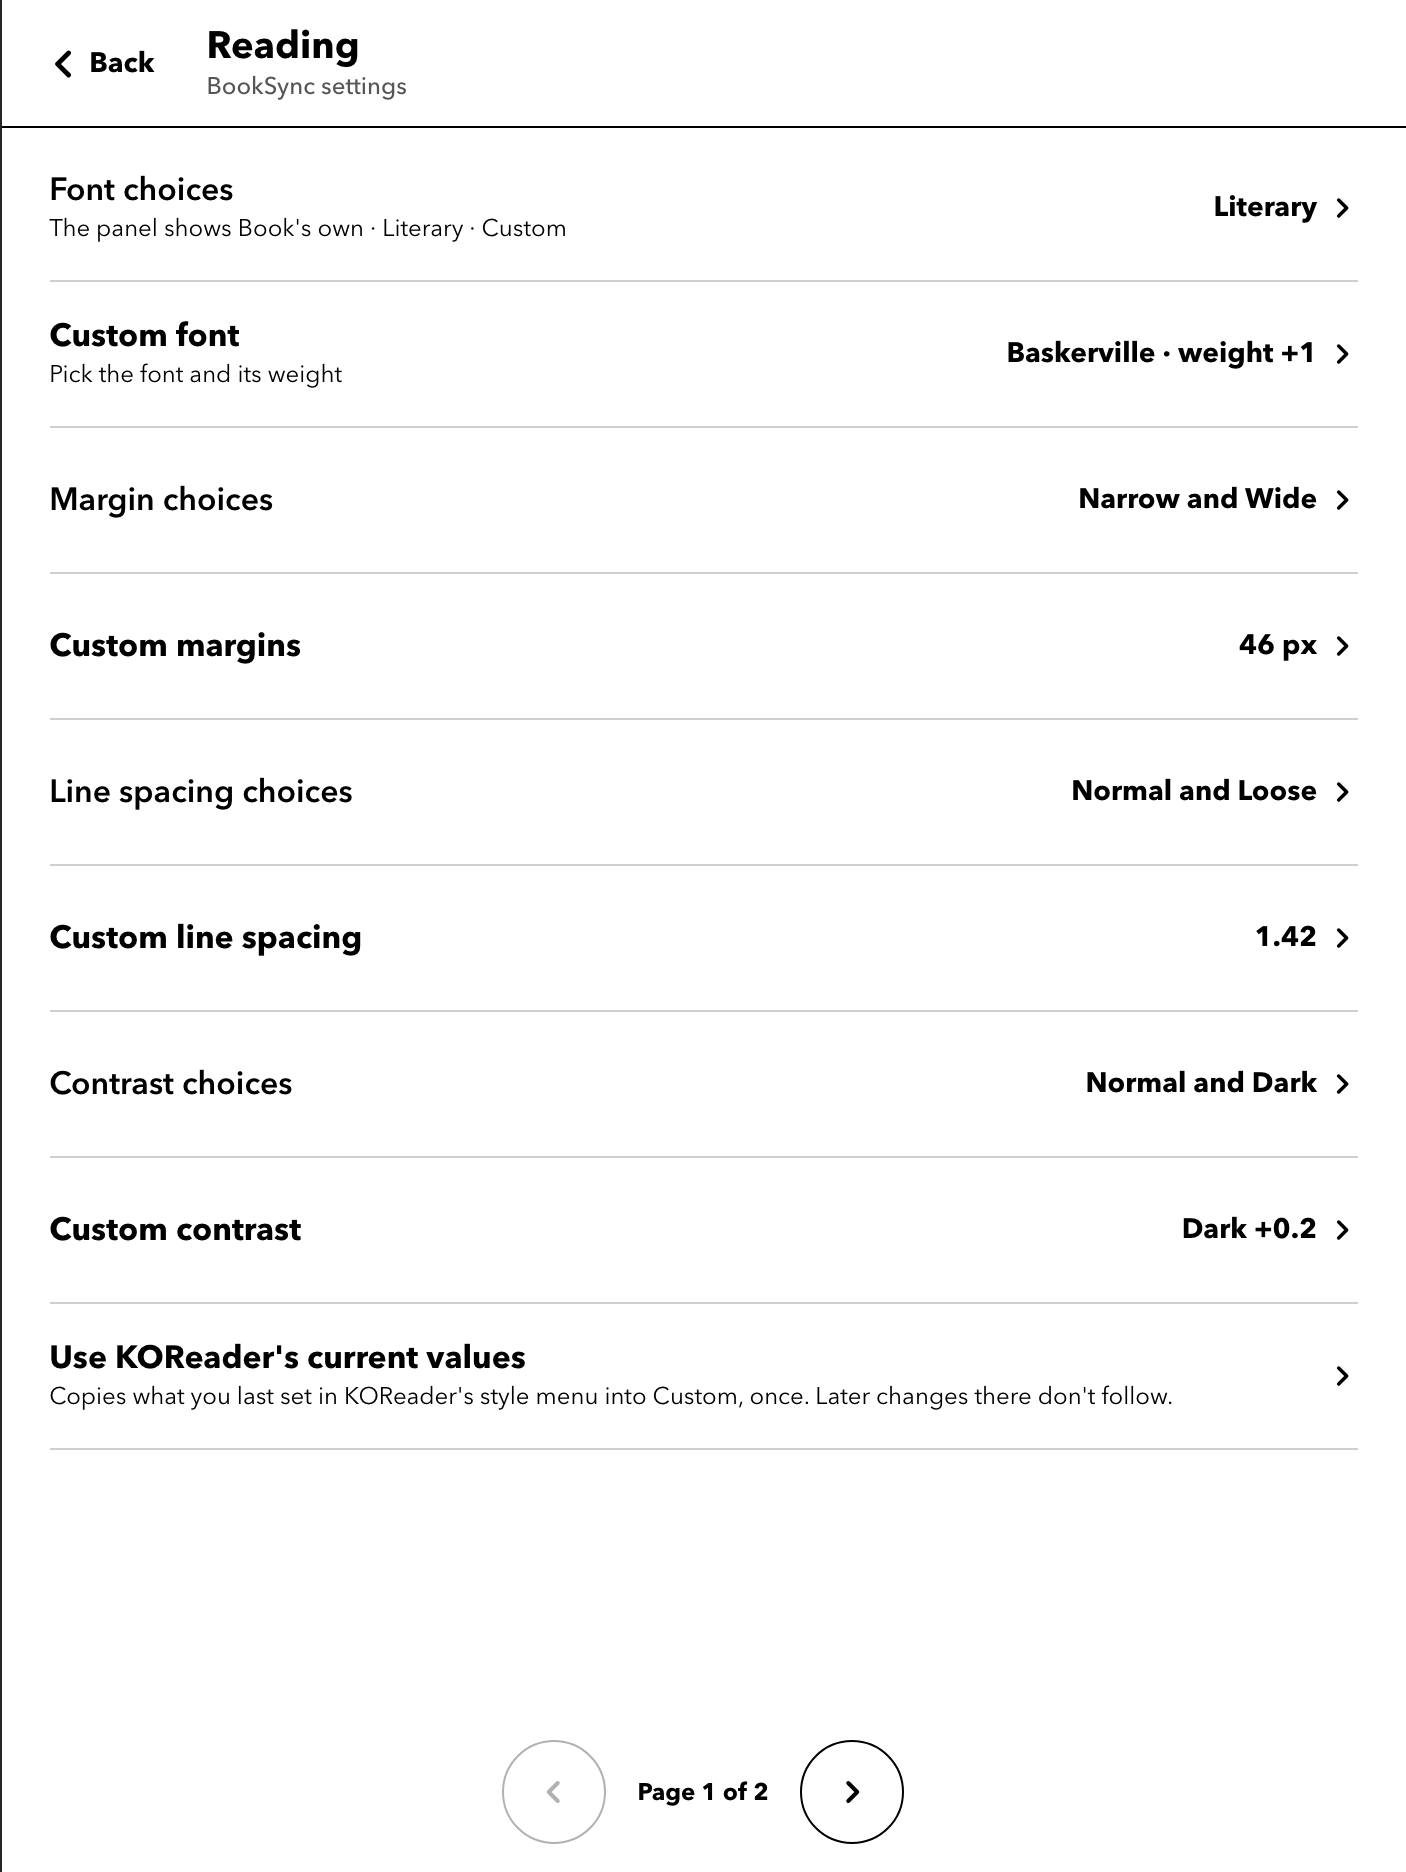 Back
Reading
BookSync settings
Font choices
The panel shows Book's own · Literary · Custom
Literary
Custom font
Pick the font and its weight
Baskerville · weight +1
Margin choices
Narrow and Wide
Custom margins
46 px
Line spacing choices
Normal and Loose
Custom line spacing
1.42
Contrast choices
Normal and Dark
Custom contrast
Dark +0.2
Use KOReader's current values
Copies what you last set in KOReader's style menu into Custom, once. Later changes there don't follow.
Page 1 of 2